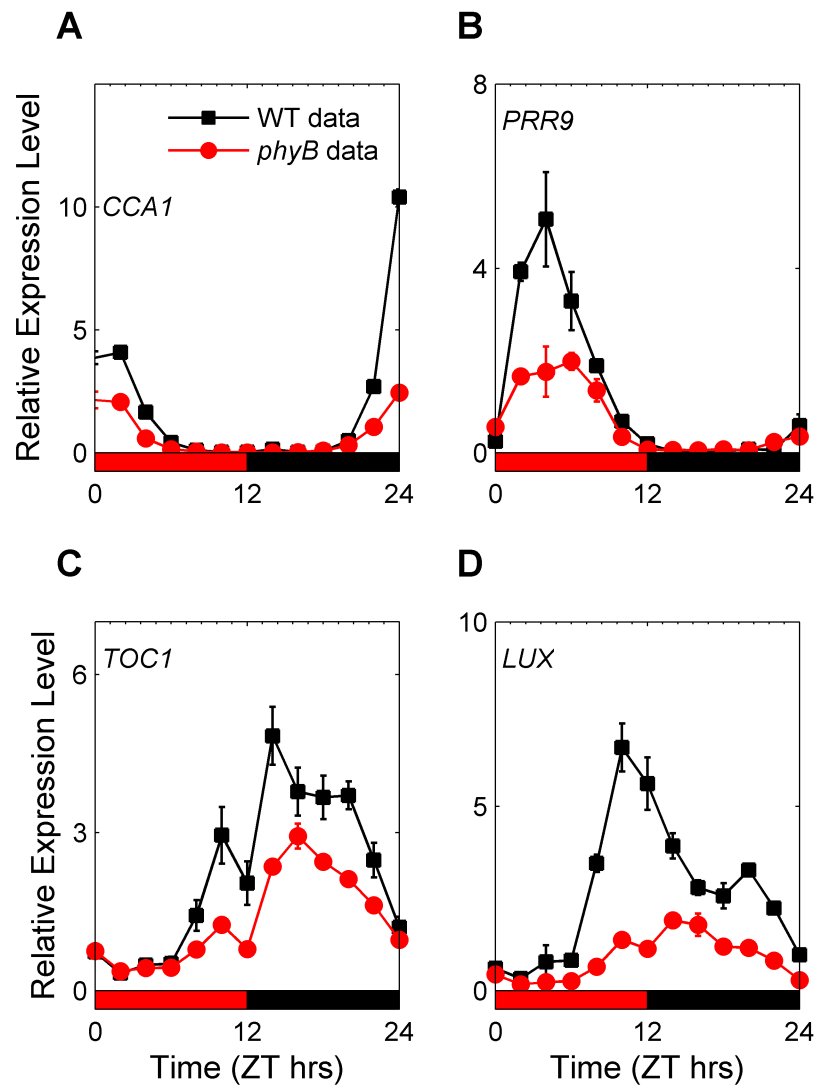 A
B
Relative Expression Level
WT data
phyB data
CCA1
10
5
0
0
12
24
PRR9
8
4
0
0
12
24
C
D
Relative Expression Level
TOC1
6
3
0
0
12
24
Time (ZT hrs)
LUX
10
5
0
0
12
24
Time (ZT hrs)